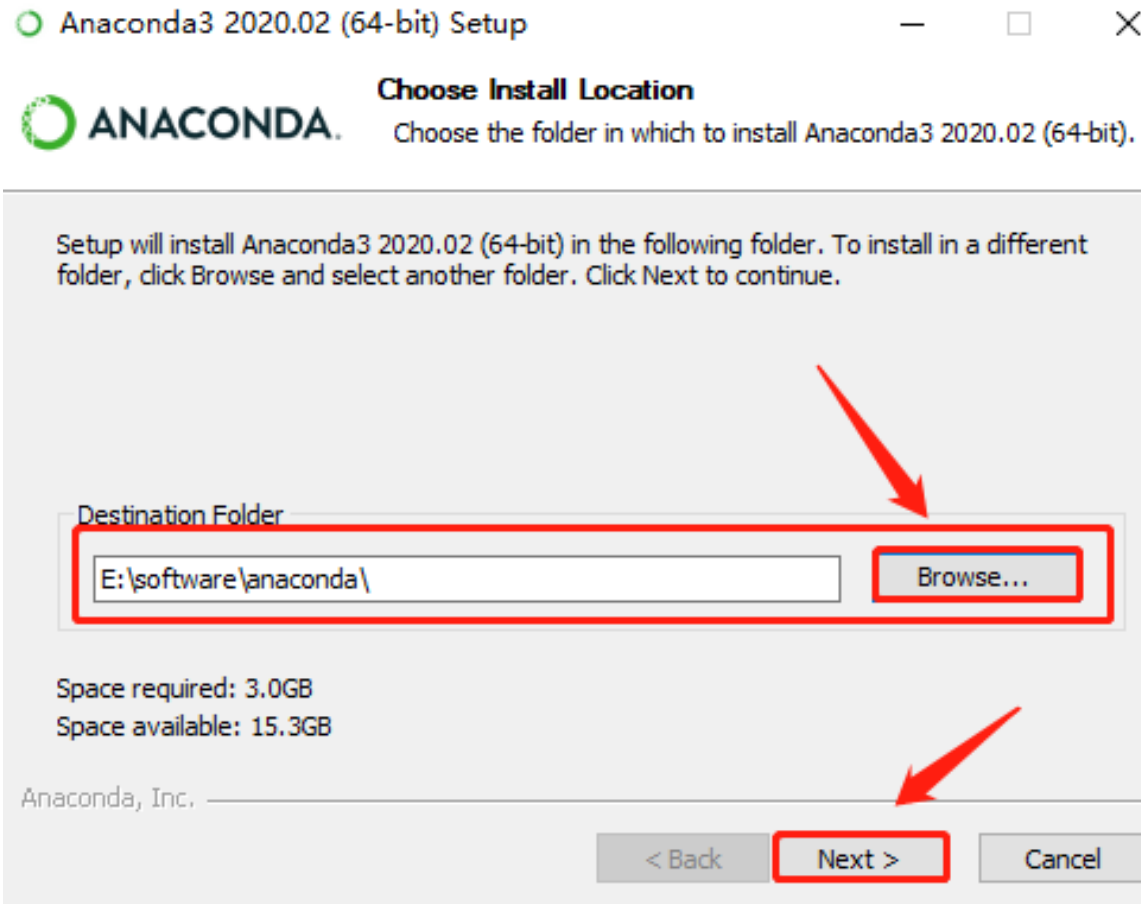 Anaconda3 2020.02 (64-bit) Setup
ANACONDA.
Choose Install Location
Choose the folder in which to install Anaconda3 2020.02 (64-bit).
Setup will install Anaconda3 2020.02 (64-bit) in the following folder. To install in a different
folder, click Browse and select another folder. Click Next to continue.
Destination Folder
E:\software\anaconda\
Browse...
Space required: 3.0GB
Space available: 15.3GB
Anaconda, Inc.
< Back
Next >
Cancel